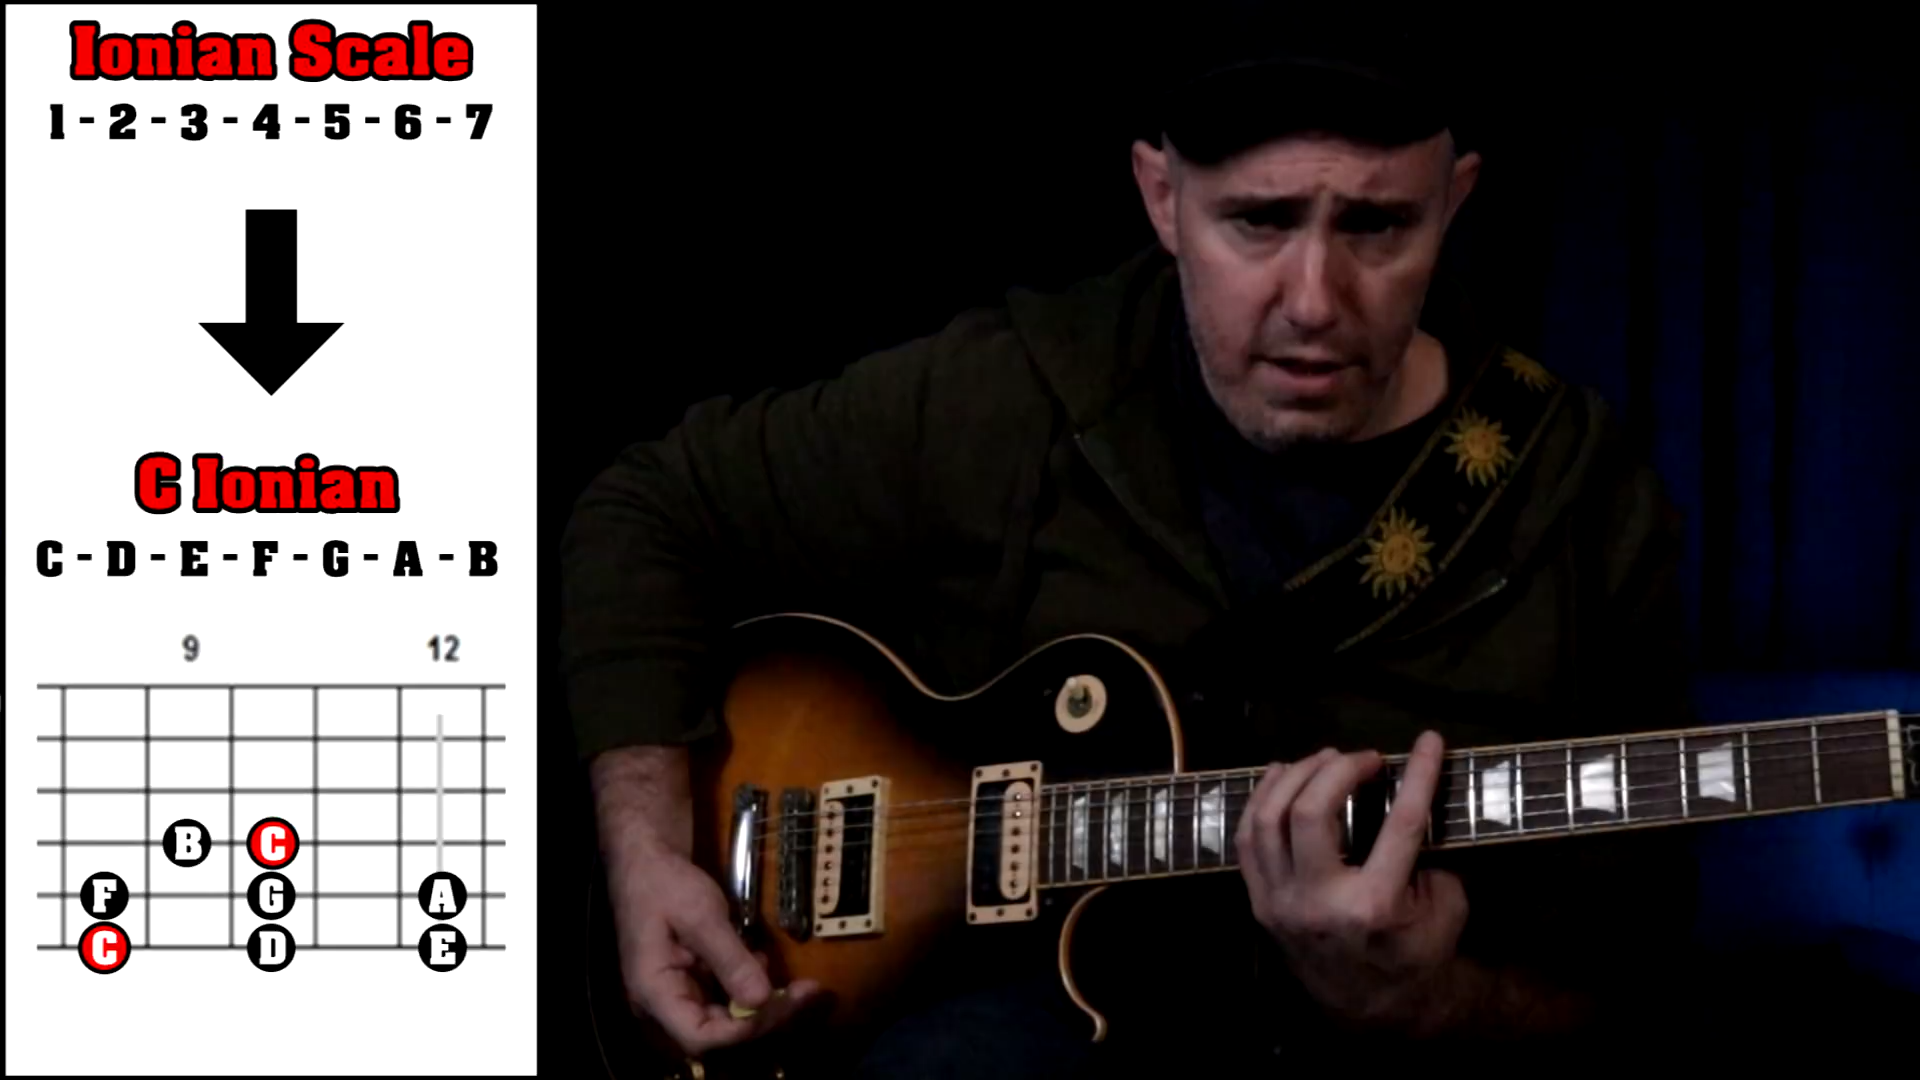 Ionian Scale
1 - 2 - 3 - 4 - 5 - 6 - 7
C Ionian
C - D - E - F - G - A - B
9 12
B C
F G A
C D E